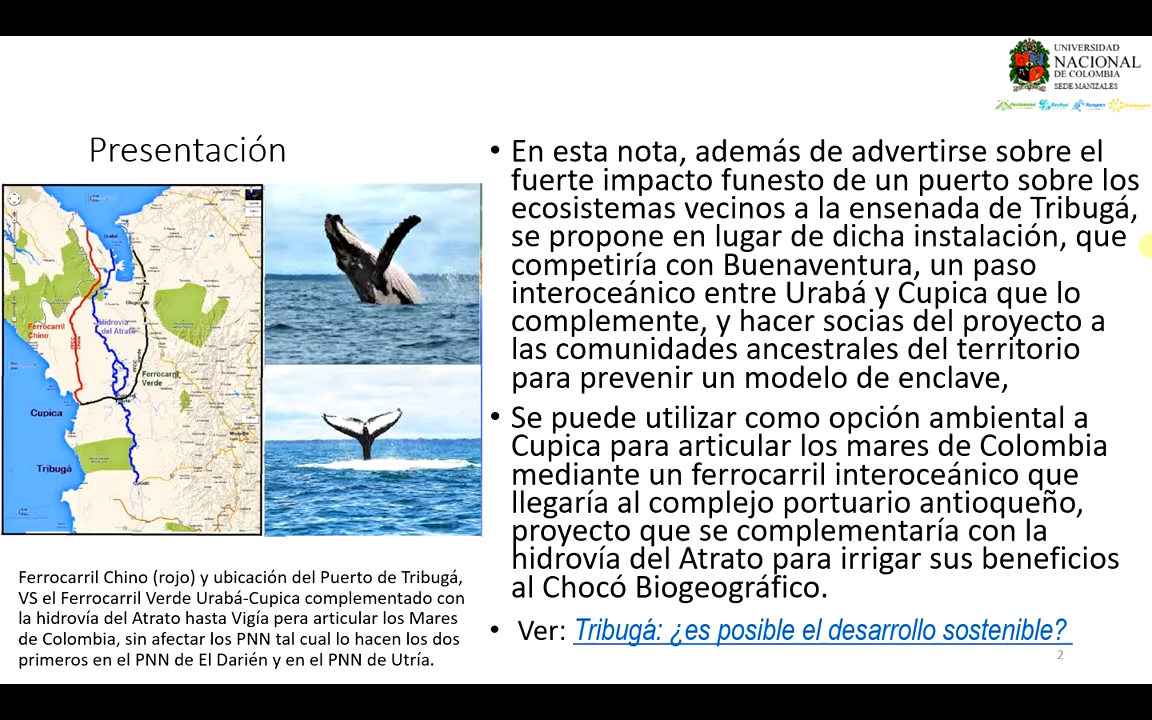 UNIVERSIDAD
NACIONAL
DE COLOMBIA
SEDE MANIZALES
Presentación
• En esta nota, además de advertirse sobre el
fuerte impacto funesto de un puerto sobre los
ecosistemas vecinos a la ensenada de Tribugá,
se propone en lugar de dicha instalación, que
competiría con Buenaventura, un paso
interoceánico entre Urabá y Cupica que lo
complemente, y hacer socias del proyecto a
las comunidades ancestrales del territorio
para prevenir un modelo de enclave,
• Se puede utilizar como opción ambiental a
Cupica para articular los mares de Colombia
mediante un ferrocarril interoceánico que
llegaría al complejo portuario antioqueño,
proyecto que se complementaría con la
hidrovía del Atrato para irrigar sus beneficios
al Chocó Biogeográfico.
• Ver: Tribugá: ¿es posible el desarrollo sostenible?
2
Urabá
Ferrocarril
Chino
Hidrovia
del Atrato
Ferrocarril
Verde
Cupica
Tribugá
Ferrocarril Chino (rojo) y ubicación del Puerto de Tribugá,
VS el Ferrocarril Verde Urabá-Cupica complementado con
la hidrovía del Atrato hasta Vigía pera articular los Mares
de Colombia, sin afectar los PNN tal cual lo hacen los dos
primeros en el PNN de El Darién y en el PNN de Utría.